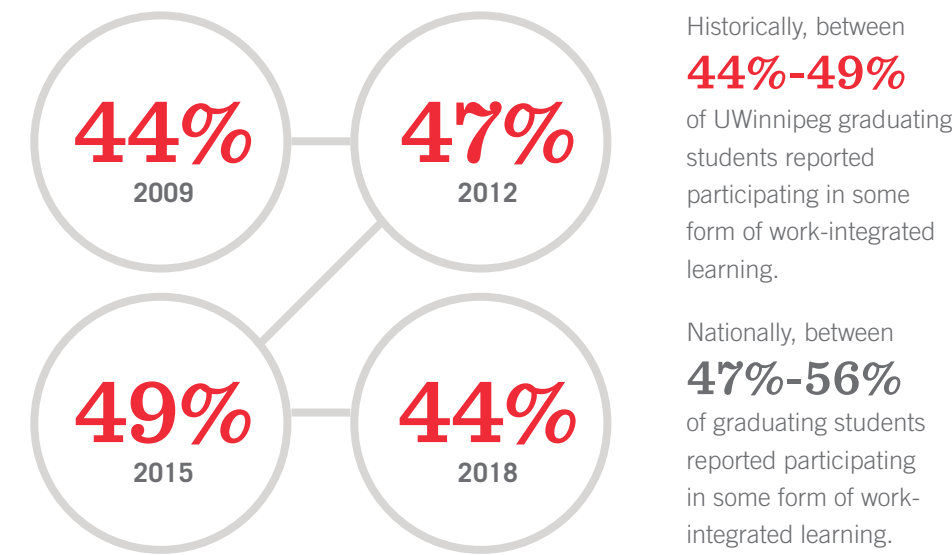 44%
2009
47%
2012
49%
2015
44%
2018
Historically, between
44%-49%
of UWinnipeg graduating
students reported
participating in some
form of work-integrated
learning.
Nationally, between
47%-56%
of graduating students
reported participating
in some form of work-
integrated learning.